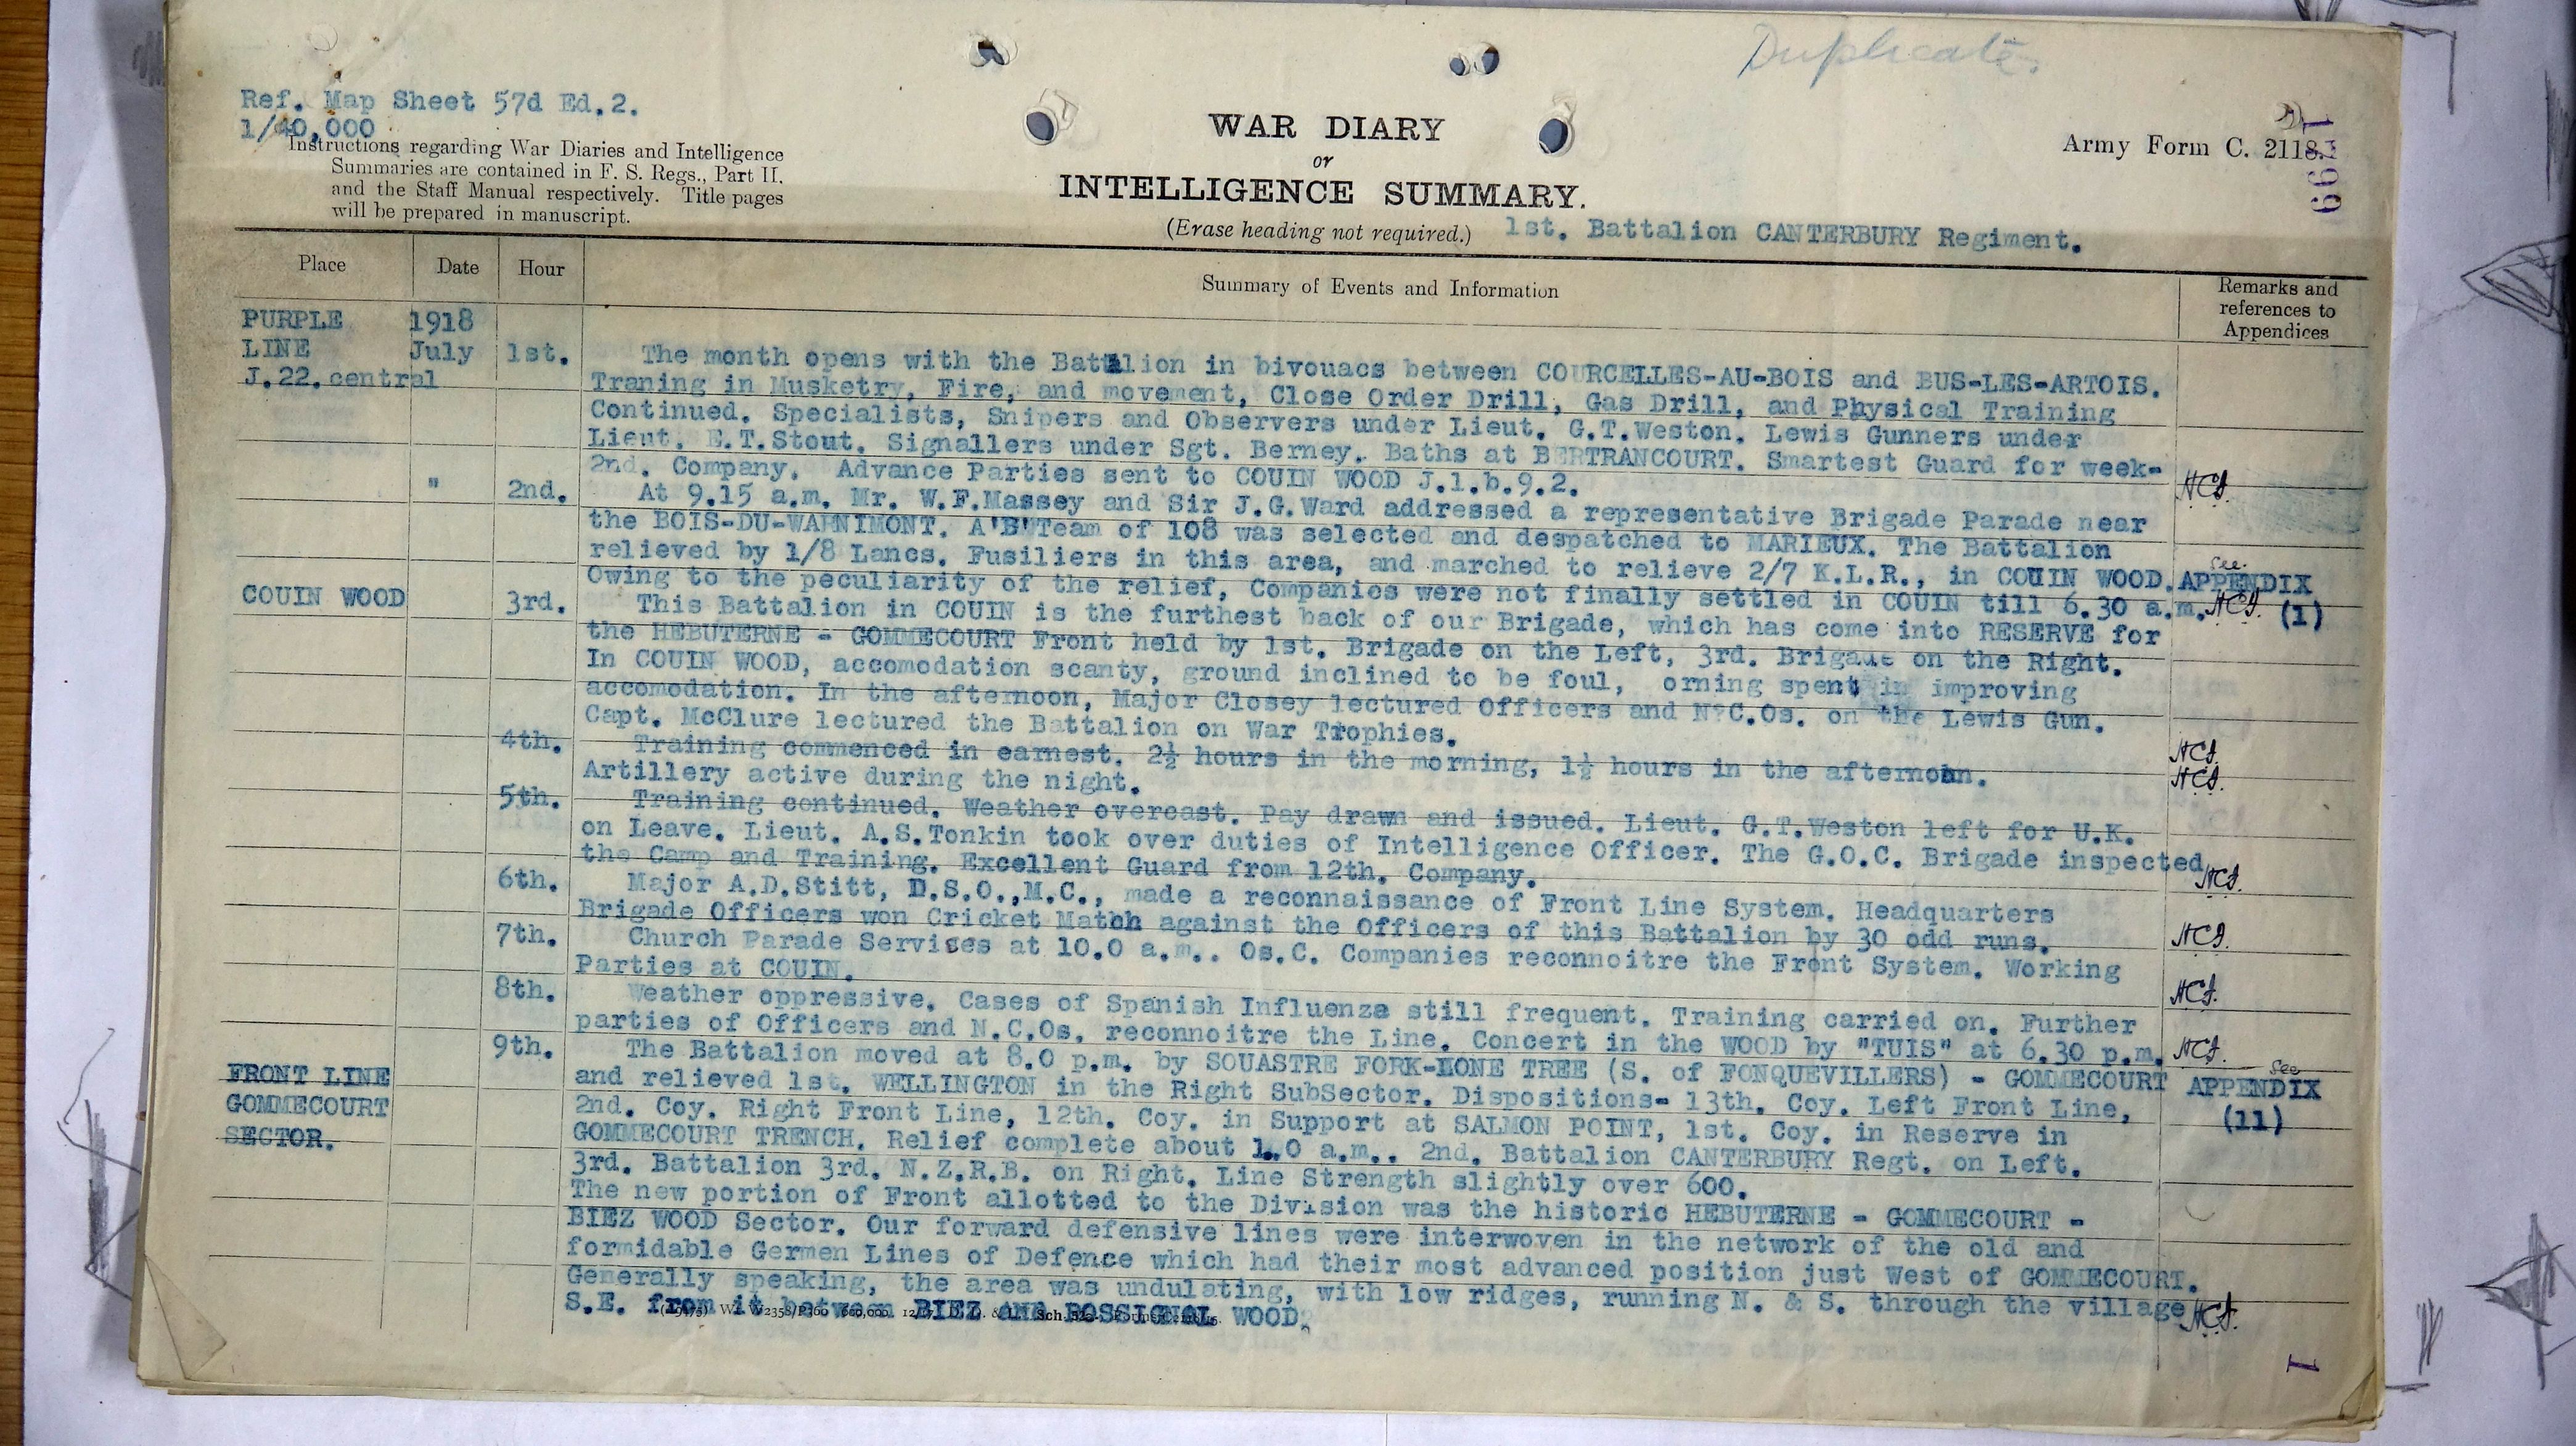 Duplicate.
Ref. Map Sheet 57d Ed.2.
1/40,000
Instructions regarding War Diaries and Intelligence
Summaries are contained in F. S. Regs., Part II.
and the Staff Manual respectively. Title pages
will be prepared in manuscript.
WAR DIARY
or
INTELLIGENCE SUMMARY.
(Erase heading not required.)
1st. Battalion CANTERBURY Regiment.
Army Form C. 2118.
1799
Place Date Hour Summary of Events and Information Remarks and references to Appendices
PURPLE 1918
LINE July 1st. The month opens with the Battalion in bivouacs between COURCELLES-AU-BOIS and BUS-LES-ARTOIS.
J.22.central Traning in Musketry, Fire, and movement, Close Order Drill, Gas Drill, and Physical Training
Continued. Specialists, Snipers and Observers under Lieut. G.T.Weston. Lewis Gunners under
Lieut. E.T.Stout. Signallers under Sgt. Berney. Baths at BERTRANCOURT. Smartest Guard for week-
2nd. Company. Advance Parties sent to COUIN WOOD J.1.b.9.2.
" 2nd. At 9.15 a.m. Mr. W.F.Massey and Sir J.G.Ward addressed a representative Brigade Parade near
the BOIS-DU-WARNIMONT. A'B'Team of 108 was selected and despatched to MARIEUX. The Battalion
relieved by 1/8 Lancs. Fusiliers in this area, and marched to relieve 2/7 K.L.R., in COUIN WOOD. See APPENDIX
Owing to the peculiarity of the relief, Companies were not finally settled in COUIN till 6.30 a.m. (1)
COUIN WOOD 3rd. This Battalion in COUIN is the furthest back of our Brigade, which has come into RESERVE for
the HEBUTERNE - GOMMECOURT Front held by 1st. Brigade on the Left, 3rd. Brigade on the Right.
In COUIN WOOD, accomodation scanty, ground inclined to be foul, orning spent in improving
accomodation. In the afternoon, Major Closey lectured Officers and N.C.Os. on the Lewis Gun.
Capt. McClure lectured the Battalion on War Trophies.
4th. Training commenced in earnest. 2½ hours in the morning, 1½ hours in the afternoon.
Artillery active during the night.
5th. Training continued. Weather overcast. Pay drawn and issued. Lieut. G.T.Weston left for U.K.
on Leave. Lieut. A.S.Tonkin took over duties of Intelligence Officer. The G.O.C. Brigade inspected
the Camp and Training. Excellent Guard from 12th. Company.
6th. Major A.D.Stitt, D.S.O.,M.C., made a reconnaissance of Front Line System. Headquarters
Brigade Officers won Cricket Match against the Officers of this Battalion by 30 odd runs.
7th. Church Parade Services at 10.0 a.m.. Os.C. Companies reconnoitre the Front System. Working
Parties at COUIN.
8th. Weather oppressive. Cases of Spanish Influenza still frequent. Training carried on. Further
parties of Officers and N.C.Os. reconnoitre the Line. Concert in the WOOD by "TUIS" at 6.30 p.m.
9th. The Battalion moved at 8.0 p.m. by SOUASTRE FORK-LONE TREE (S. of FONQUEVILLERS) - GOMMECOURT See
FRONT LINE and relieved 1st. WELLINGTON in the Right SubSector. Dispositions- 13th. Coy. Left Front Line, APPENDIX
GOMMECOURT 2nd. Coy. Right Front Line, 12th. Coy. in Support at SALMON POINT, 1st. Coy. in Reserve in (11)
SECTOR. GOMMECOURT TRENCH. Relief complete about 1.0 a.m.. 2nd. Battalion CANTERBURY Regt. on Left.
3rd. Battalion 3rd. N.Z.R.B. on Right. Line Strength slightly over 600.
The new portion of Front allotted to the Division was the historic HEBUTERNE - GOMMECOURT -
BIEZ WOOD Sector. Our forward defensive lines were interwoven in the network of the old and
formidable Germen Lines of Defence which had their most advanced position just West of GOMMECOURT.
Generally speaking, the area was undulating, with low ridges, running N. & S. through the village
S.E. from it between BIEZ AND ROSSIGNOL WOOD.
1